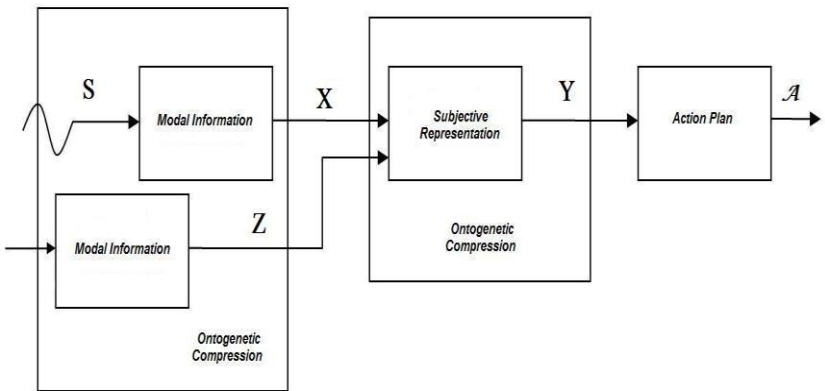 S
Modal Information
X
Subjective
Representation
Y
Action Plan
𝒜
Modal Information
Z
Ontogenetic
Compression
Ontogenetic
Compression